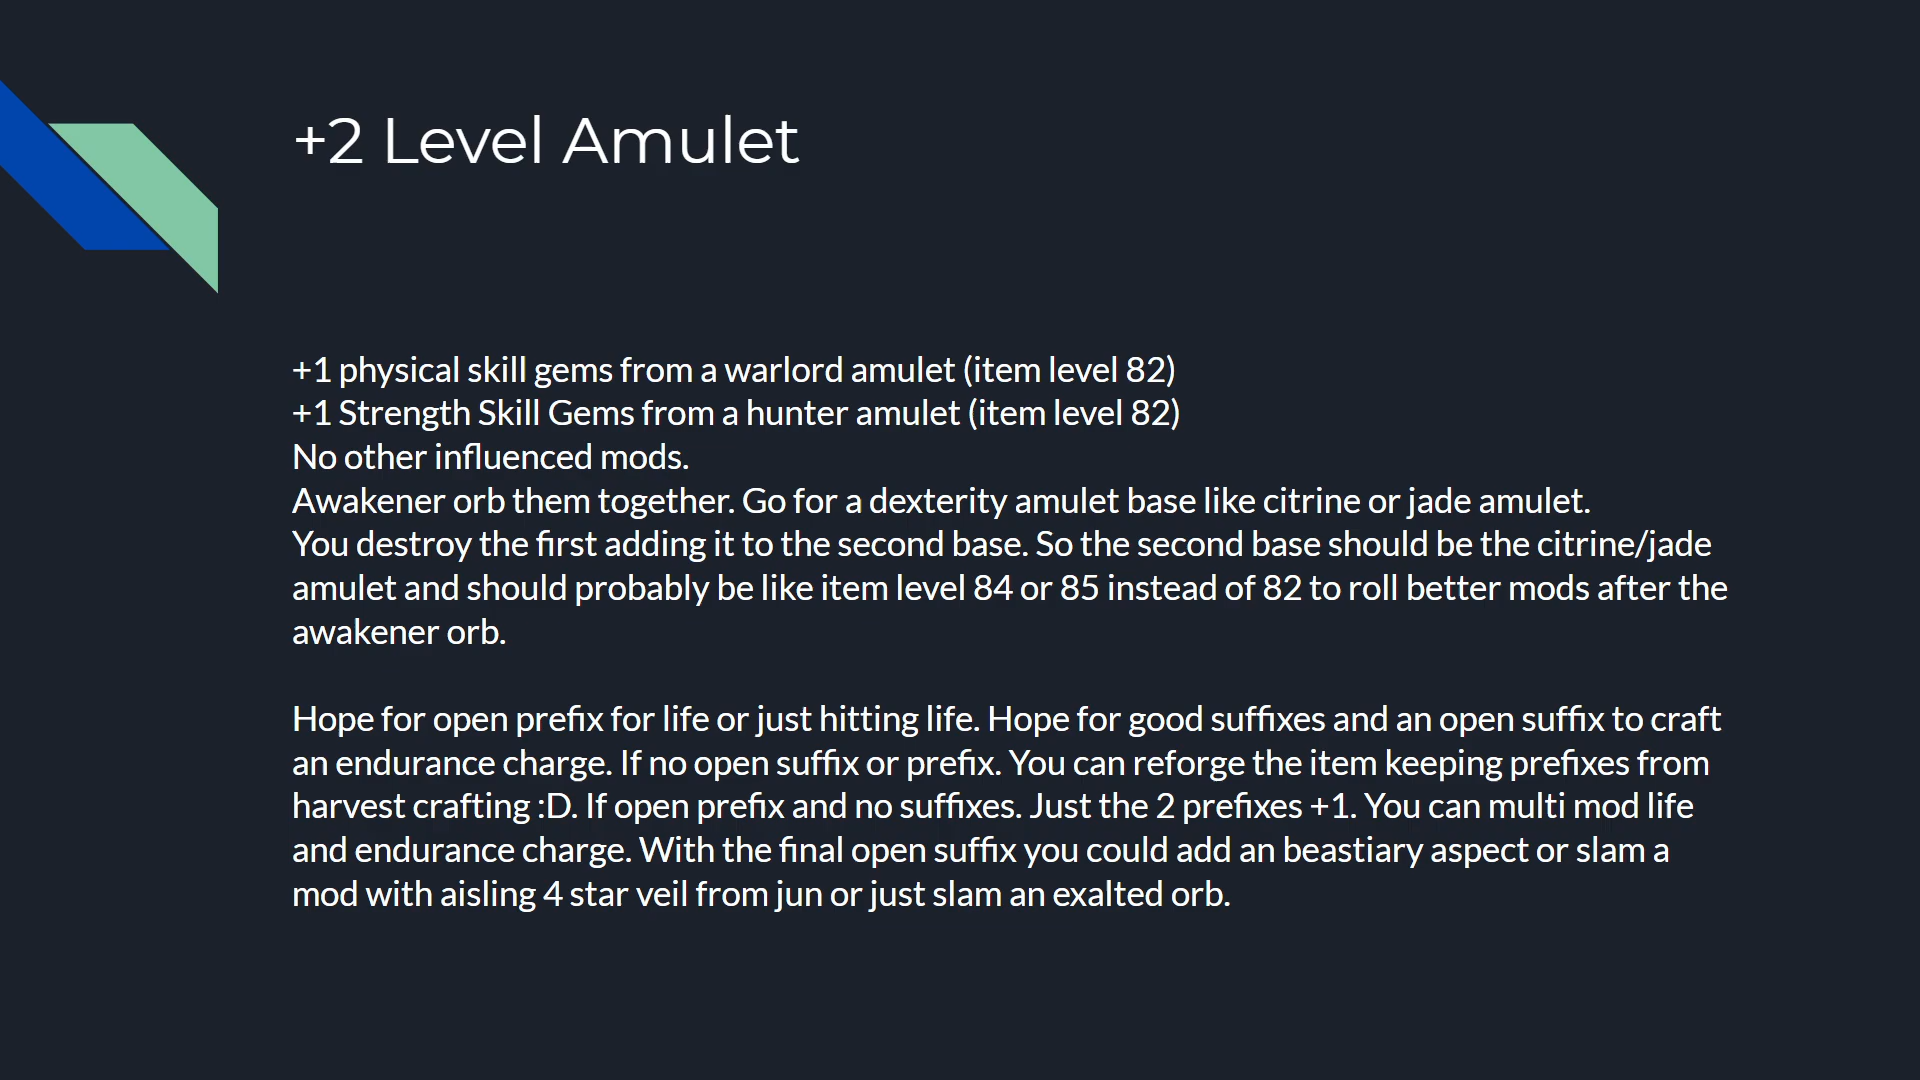 +2 Level Amulet
+1 physical skill gems from a warlord amulet (item level 82)
+1 Strength Skill Gems from a hunter amulet (item level 82)
No other influenced mods.
Awakener orb them together. Go for a dexterity amulet base like citrine or jade amulet.
You destroy the first adding it to the second base. So the second base should be the citrine/jade
amulet and should probably be like item level 84 or 85 instead of 82 to roll better mods after the
awakener orb.
Hope for open prefix for life or just hitting life. Hope for good suffixes and an open suffix to craft
an endurance charge. If no open suffix or prefix. You can reforge the item keeping prefixes from
harvest crafting :D. If open prefix and no suffixes. Just the 2 prefixes +1. You can multi mod life
and endurance charge. With the final open suffix you could add an beastiary aspect or slam a
mod with aisling 4 star veil from jun or just slam an exalted orb.